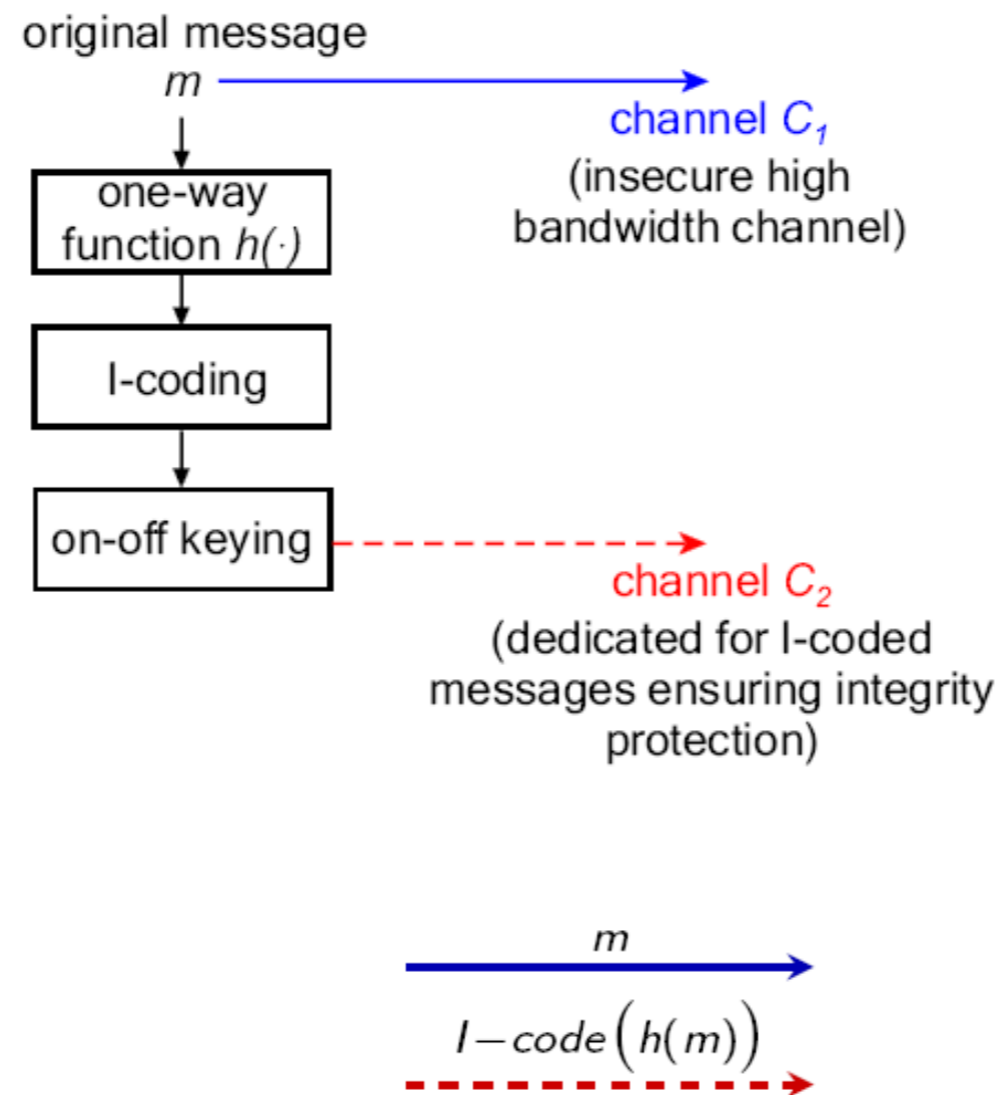 original message
m
channel C₁
(insecure high
bandwidth channel)
one-way
function h(·)
I-coding
on-off keying
channel C₂
(dedicated for I-coded
messages ensuring integrity
protection)
m
I−code(h(m))